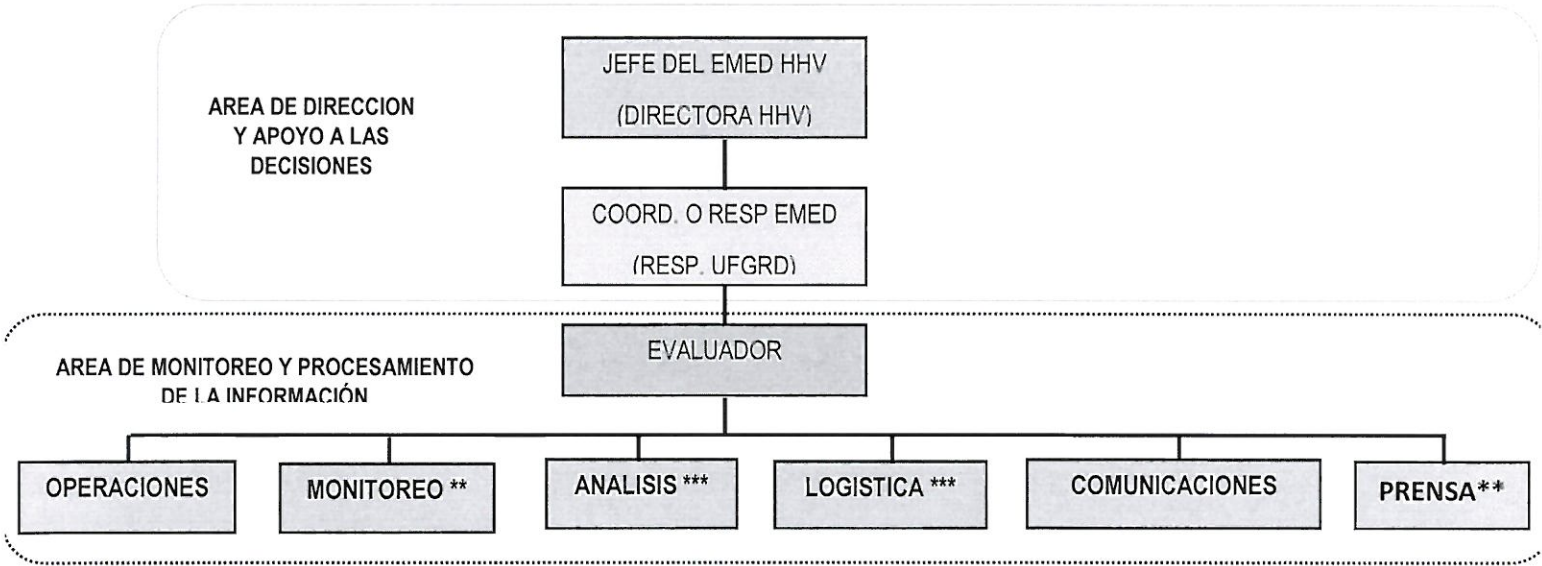 JEFE DEL EMED HHV
(DIRECTORA HHV)
AREA DE DIRECCION
Y APOYO A LAS
DECISIONES
COORD. O RESP EMED
(RESP. UFGRD)
EVALUADOR
AREA DE MONITOREO Y PROCESAMIENTO
DE LA INFORMACIÓN
OPERACIONES
MONITOREO **
ANALISIS ***
LOGISTICA ***
COMUNICACIONES
PRENSA**